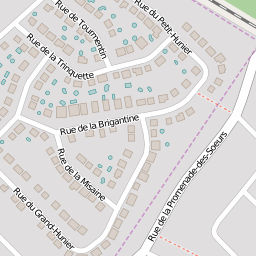 Rue de Tourmentin
Rue du Petit-Hunier
Rue de la Trinquette
Rue de la Brigantine
Rue de la Misaine
Rue du Grand-Hunier
Rue de la Promenade-des-Soeurs